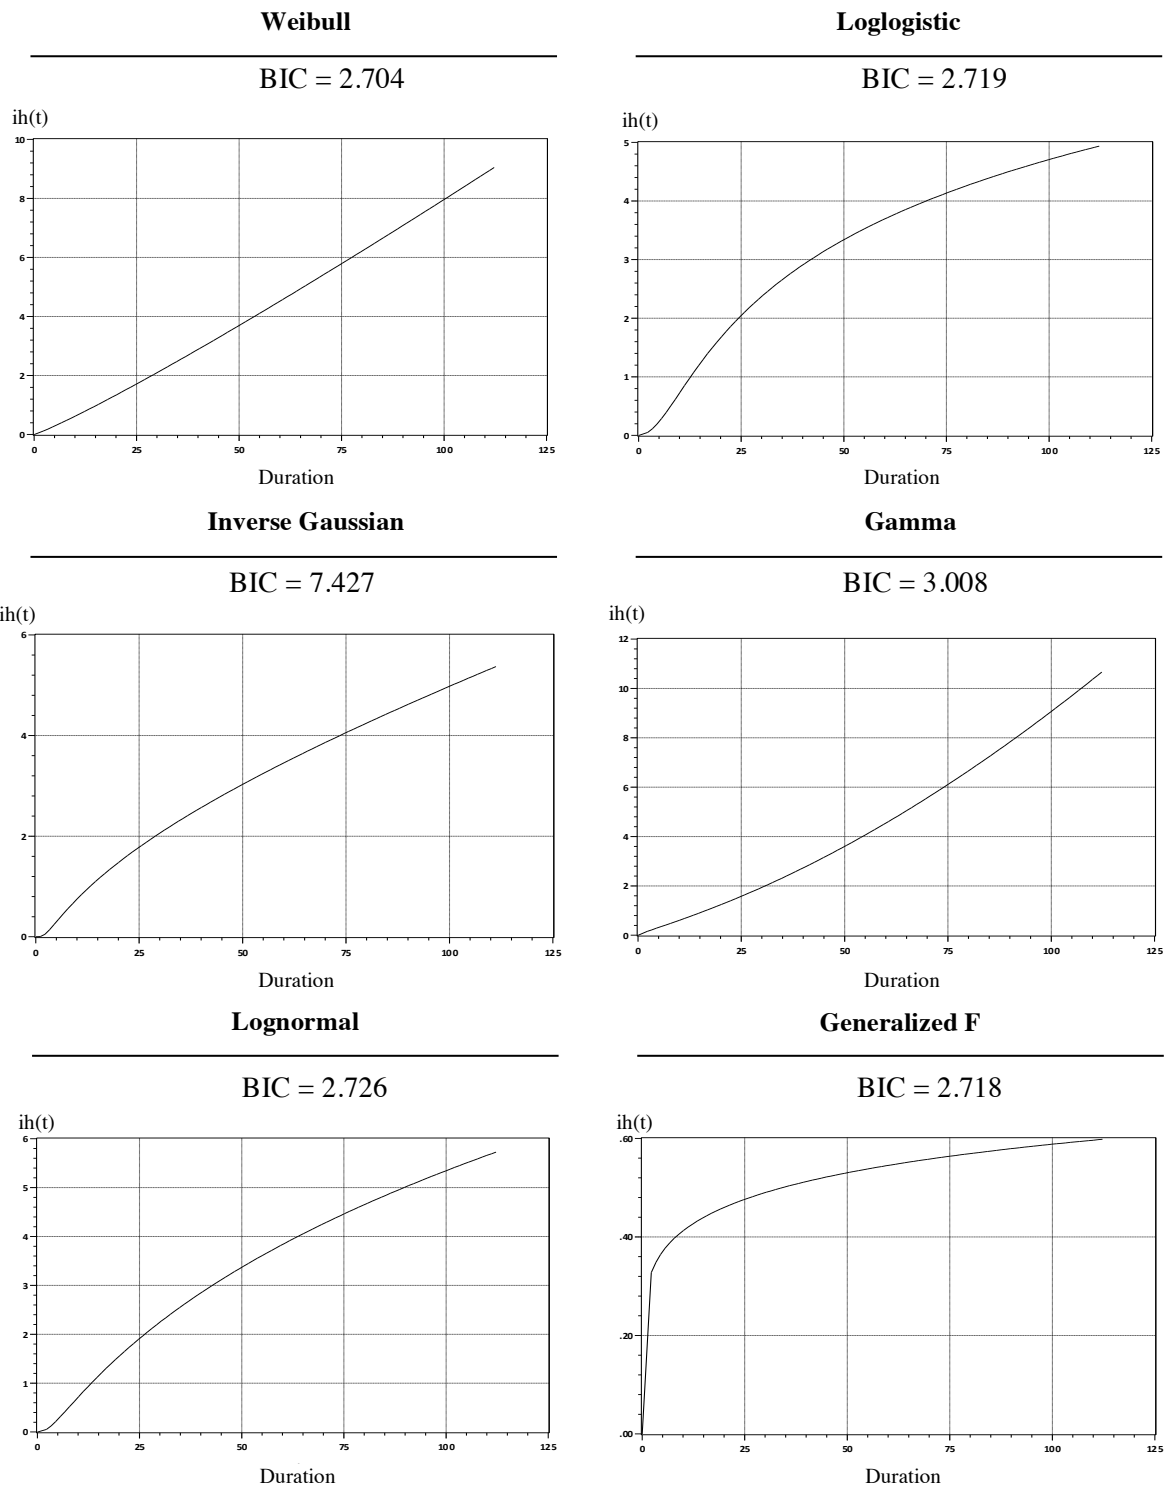 Weibull
BIC = 2.704
ih(t)
10
8
6
4
2
0
0 25 50 75 100 125
Duration
Loglogistic
BIC = 2.719
ih(t)
5
4
3
2
1
0
0 25 50 75 100 125
Duration
Inverse Gaussian
BIC = 7.427
ih(t)
6
4
2
0
0 25 50 75 100 125
Duration
Gamma
BIC = 3.008
ih(t)
12
10
8
6
4
2
0
0 25 50 75 100 125
Duration
Lognormal
BIC = 2.726
ih(t)
6
5
4
3
2
1
0
0 25 50 75 100 125
Duration
Generalized F
BIC = 2.718
ih(t)
.60
.40
.20
.00
0 25 50 75 100 125
Duration